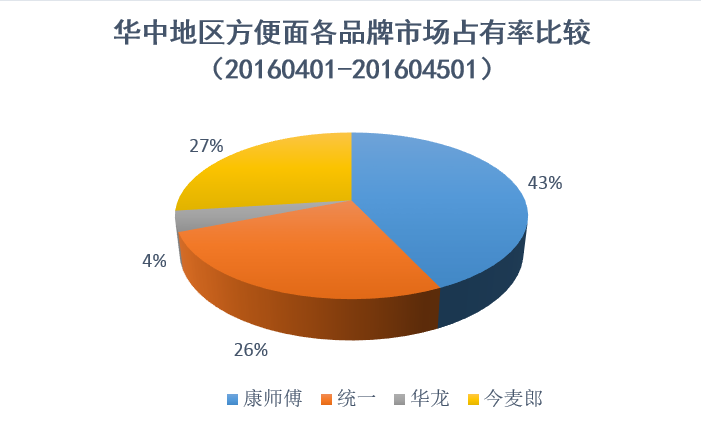 华中地区方便面各品牌市场占有率比较
（20160401-201604501）
27%
43%
4%
26%
康师傅 统一 华龙 今麦郎